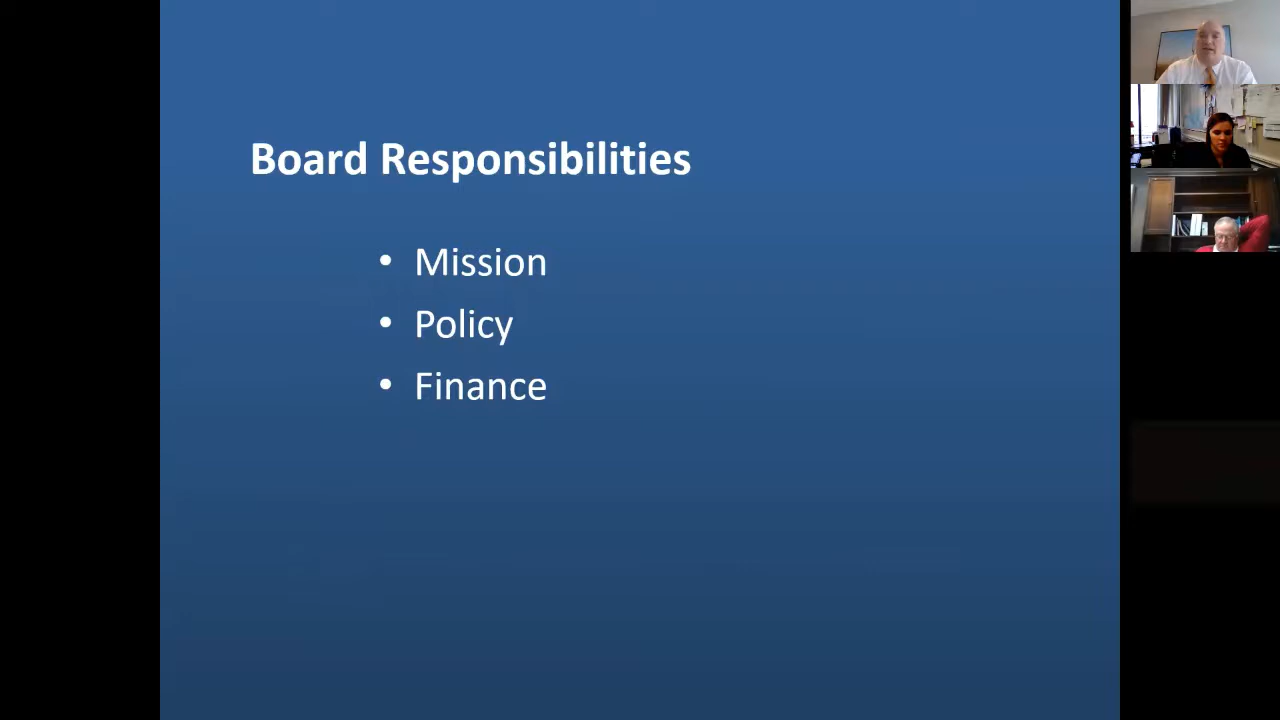 Board Responsibilities
• Mission
• Policy
• Finance